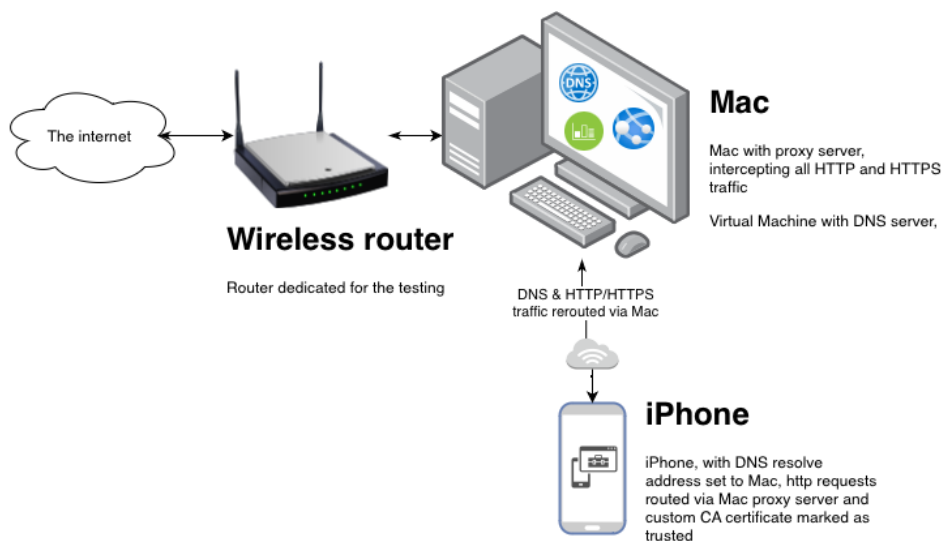 The internet
DNS
Mac
Mac with proxy server,
intercepting all HTTP and HTTPS
traffic
Virtual Machine with DNS server,
Wireless router
Router dedicated for the testing
DNS & HTTP/HTTPS
traffic rerouted via Mac
iPhone
iPhone, with DNS resolve
address set to Mac, http requests
routed via Mac proxy server and
custom CA certificate marked as
trusted